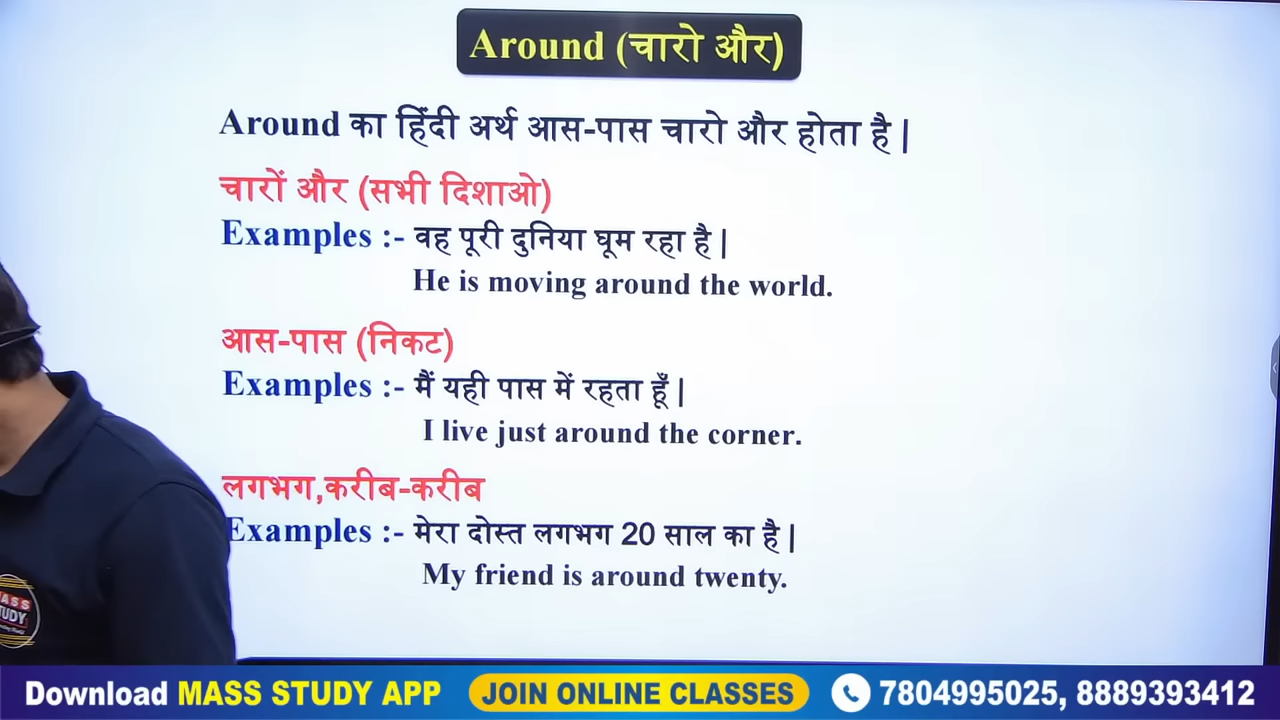 Around (चारो और)
Around का हिंदी अर्थ आस-पास चारो और होता है |
चारों और (सभी दिशाओ)
Examples :- वह पूरी दुनिया घूम रहा है |
He is moving around the world.
आस-पास (निकट)
Examples :- मैं यही पास में रहता हूँ |
I live just around the corner.
लगभग,करीब-करीब
Examples :- मेरा दोस्त लगभग 20 साल का है |
My friend is around twenty.
Download MASS STUDY APP JOIN ONLINE CLASSES 7804995025, 8889393412